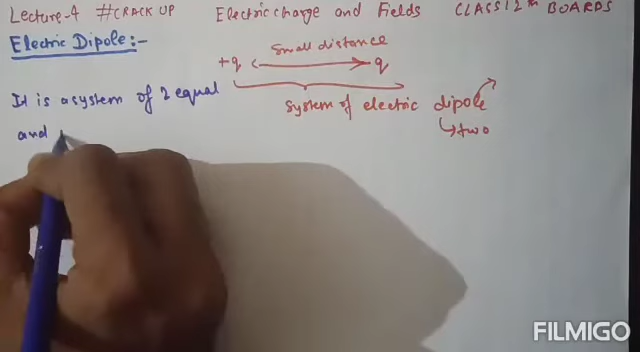 Lecture-4 #CRACK UP Electric charge and Fields CLASS 12th BOARDS
Electric Dipole:-
Small distance
+q q
It is a system of 2 equal
System of electric dipole
and
↳two
FILMIGO